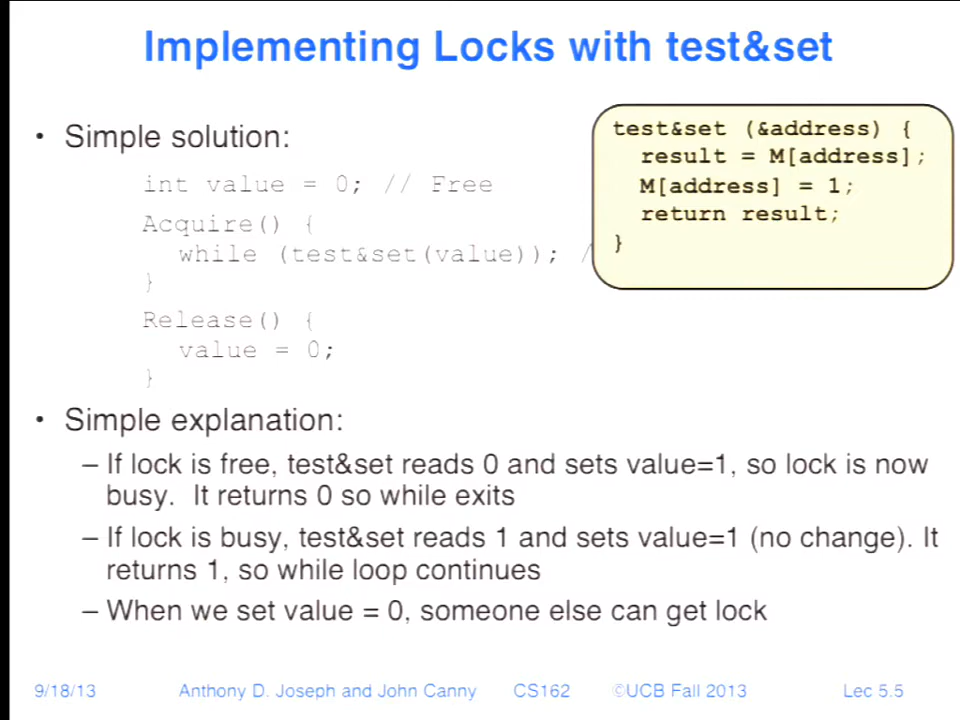 Implementing Locks with test&set
• Simple solution:
int value = 0; // Free
Acquire() {
while (test&set(value)); /
}
Release() {
value = 0;
}
test&set (&address) {
result = M[address];
M[address] = 1;
return result;
}
• Simple explanation:
– If lock is free, test&set reads 0 and sets value=1, so lock is now
busy. It returns 0 so while exits
– If lock is busy, test&set reads 1 and sets value=1 (no change). It
returns 1, so while loop continues
– When we set value = 0, someone else can get lock
9/18/13 Anthony D. Joseph and John Canny CS162 ©UCB Fall 2013 Lec 5.5